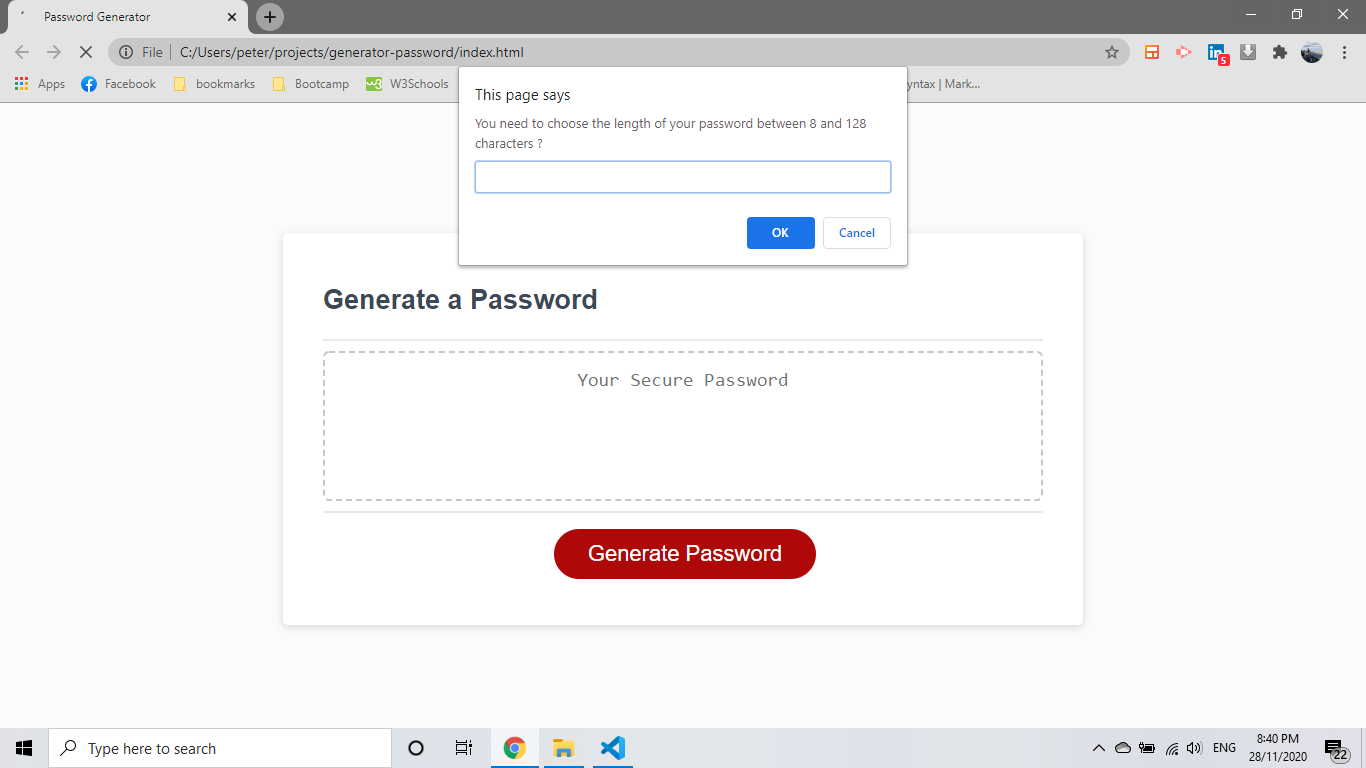 Password Generator
File
C:/Users/peter/projects/generator-password/index.html
5
Apps
Facebook
bookmarks
Bootcamp
W3Schools
yntax | Mark...
This page says
You need to choose the length of your password between 8 and 128
characters ?
OK
Cancel
Generate a Password
Your Secure Password
Generate Password
Type here to search
ENG
8:40 PM
28/11/2020
22